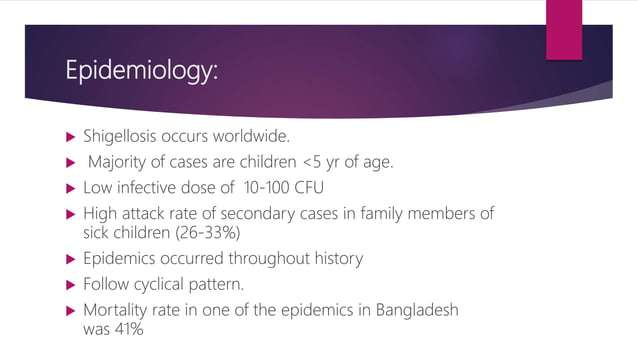 Epidemiology:
Shigellosis occurs worldwide.
Majority of cases are children <5 yr of age.
Low infective dose of 10-100 CFU
High attack rate of secondary cases in family members of
sick children (26-33%)
Epidemics occurred throughout history
Follow cyclical pattern.
Mortality rate in one of the epidemics in Bangladesh
was 41%